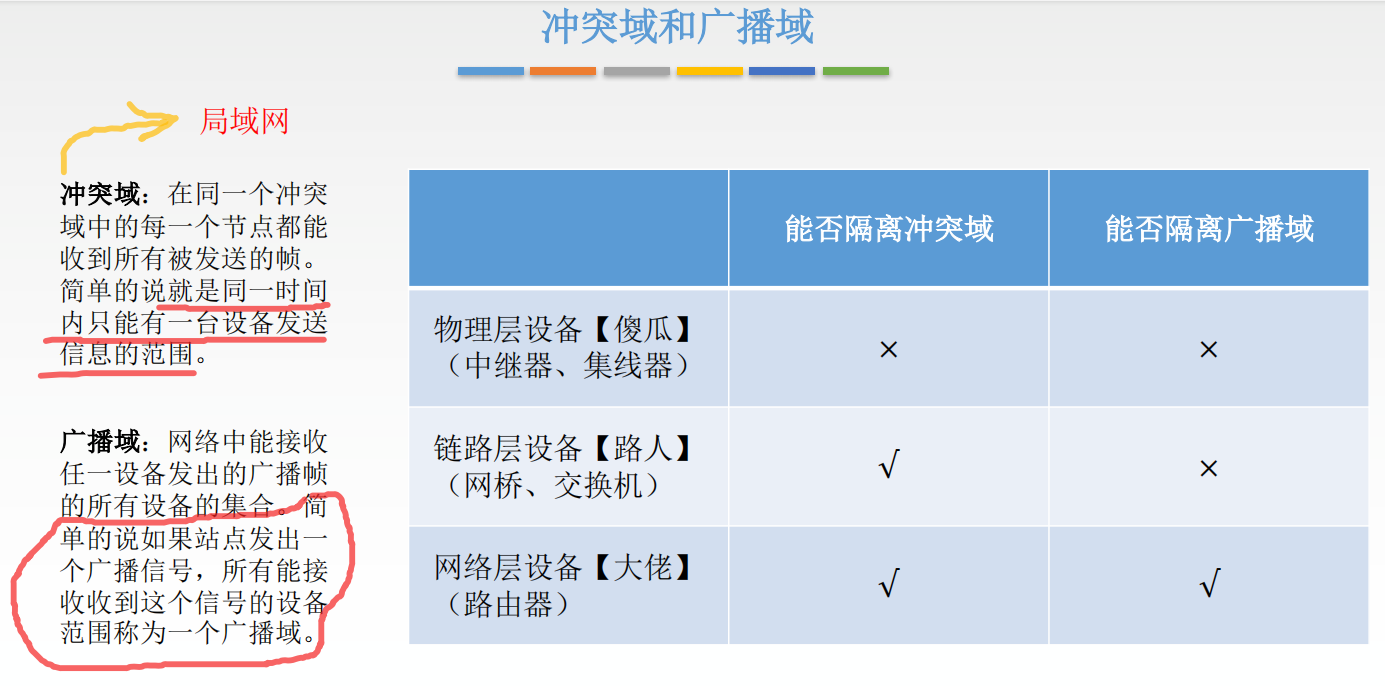 冲突域和广播域
局域网
冲突域：在同一个冲突
域中的每一个节点都能
收到所有被发送的帧。
简单的说就是同一时间
内只能有一台设备发送
信息的范围。
广播域：网络中能接收
任一设备发出的广播帧
的所有设备的集合。简
单的说如果站点发出一
个广播信号，所有能接
收收到这个信号的设备
范围称为一个广播域。
能否隔离冲突域 能否隔离广播域
物理层设备【傻瓜】
（中继器、集线器）
× ×
链路层设备【路人】
（网桥、交换机）
√ ×
网络层设备【大佬】
（路由器）
√ √